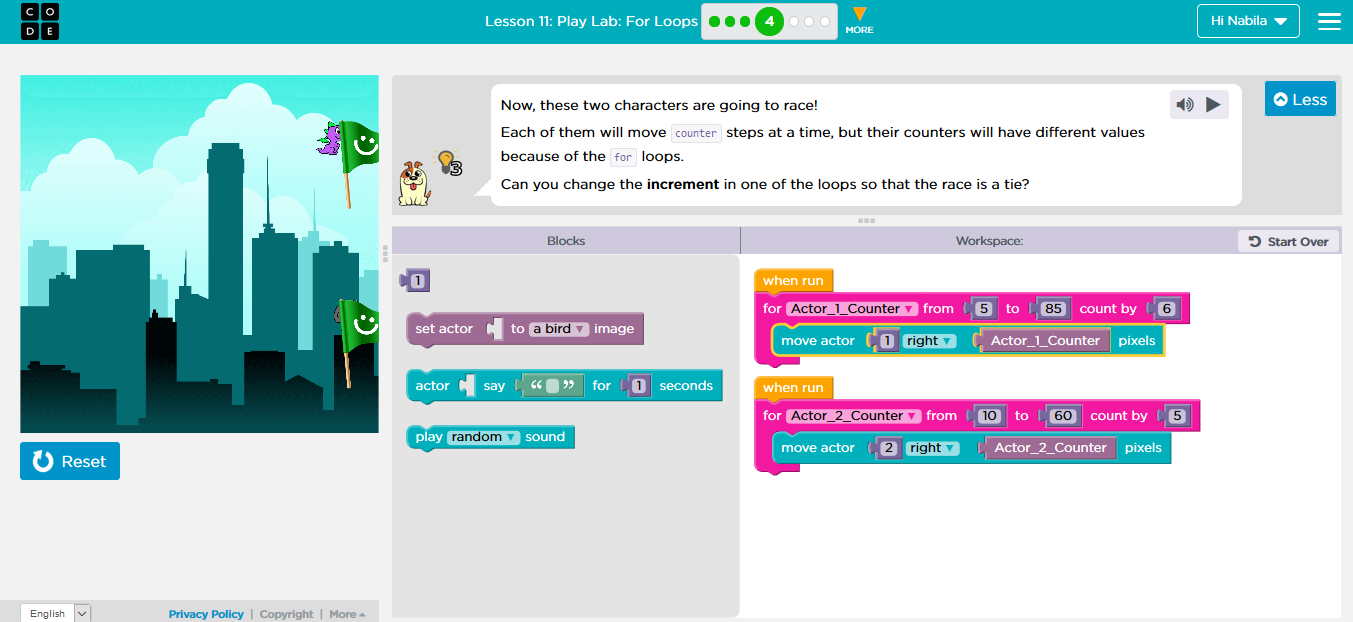 C O
D E
Lesson 11: Play Lab: For Loops
4
MORE
Hi Nabila
Now, these two characters are going to race!
Each of them will move counter steps at a time, but their counters will have different values
because of the for loops.
Can you change the increment in one of the loops so that the race is a tie?
3
Less
Blocks
Workspace:
Start Over
1
set actor to a bird image
actor say “ ” for 1 seconds
play random sound
when run
for Actor_1_Counter from 5 to 85 count by 6
move actor 1 right Actor_1_Counter pixels
when run
for Actor_2_Counter from 10 to 60 count by 5
move actor 2 right Actor_2_Counter pixels
Reset
English
Privacy Policy | Copyright | More